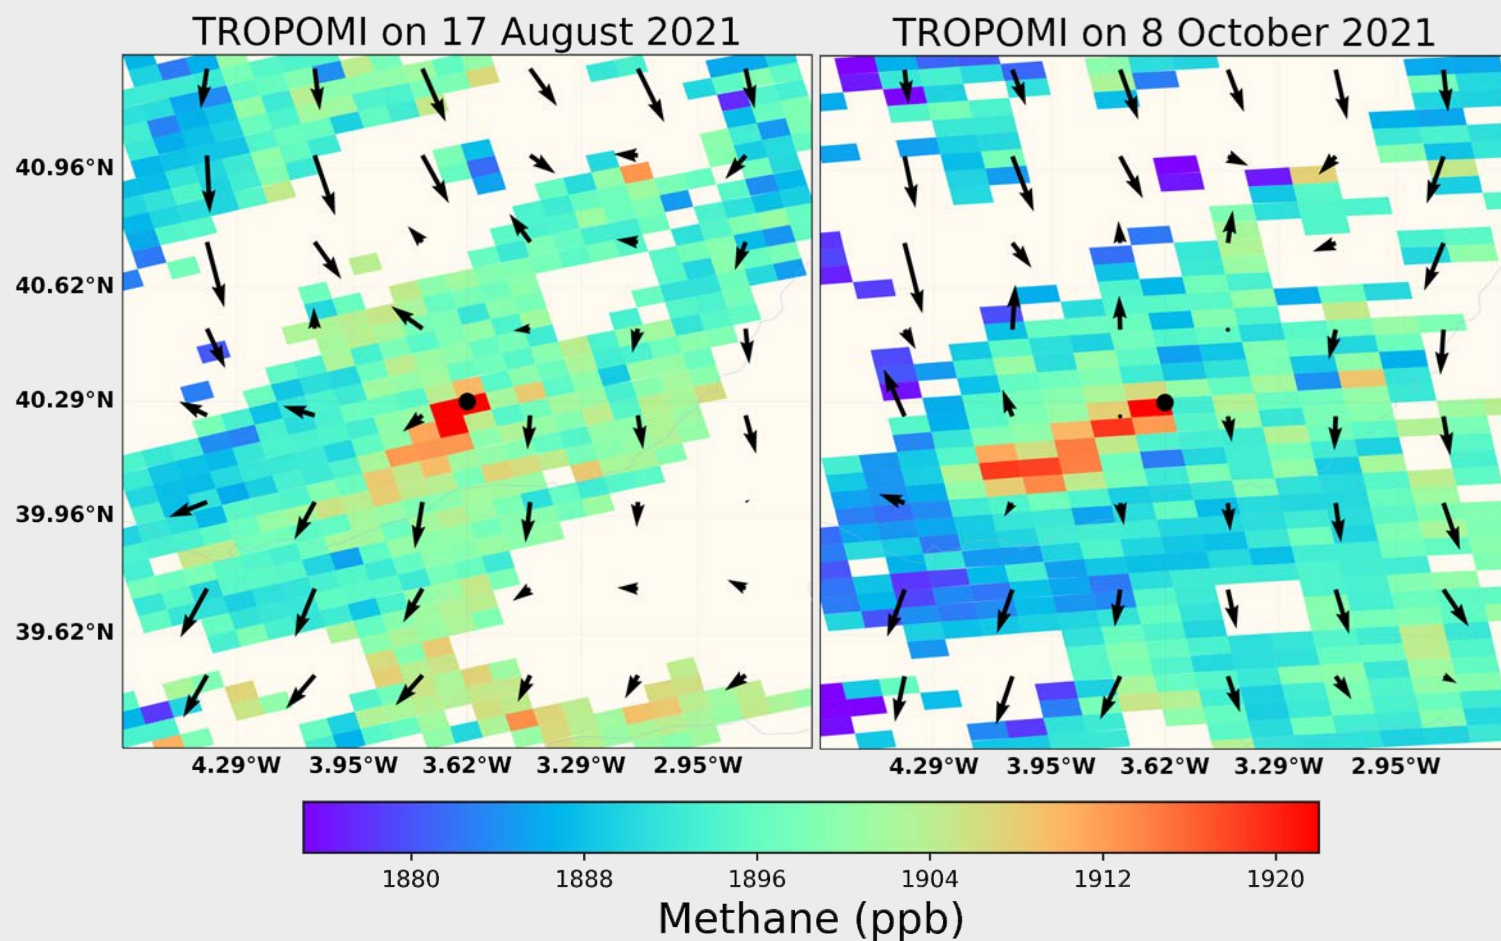 TROPOMI on 17 August 2021
TROPOMI on 8 October 2021
40.96°N
40.62°N
40.29°N
39.96°N
39.62°N
4.29°W 3.95°W 3.62°W 3.29°W 2.95°W
4.29°W 3.95°W 3.62°W 3.29°W 2.95°W
1880 1888 1896 1904 1912 1920
Methane (ppb)